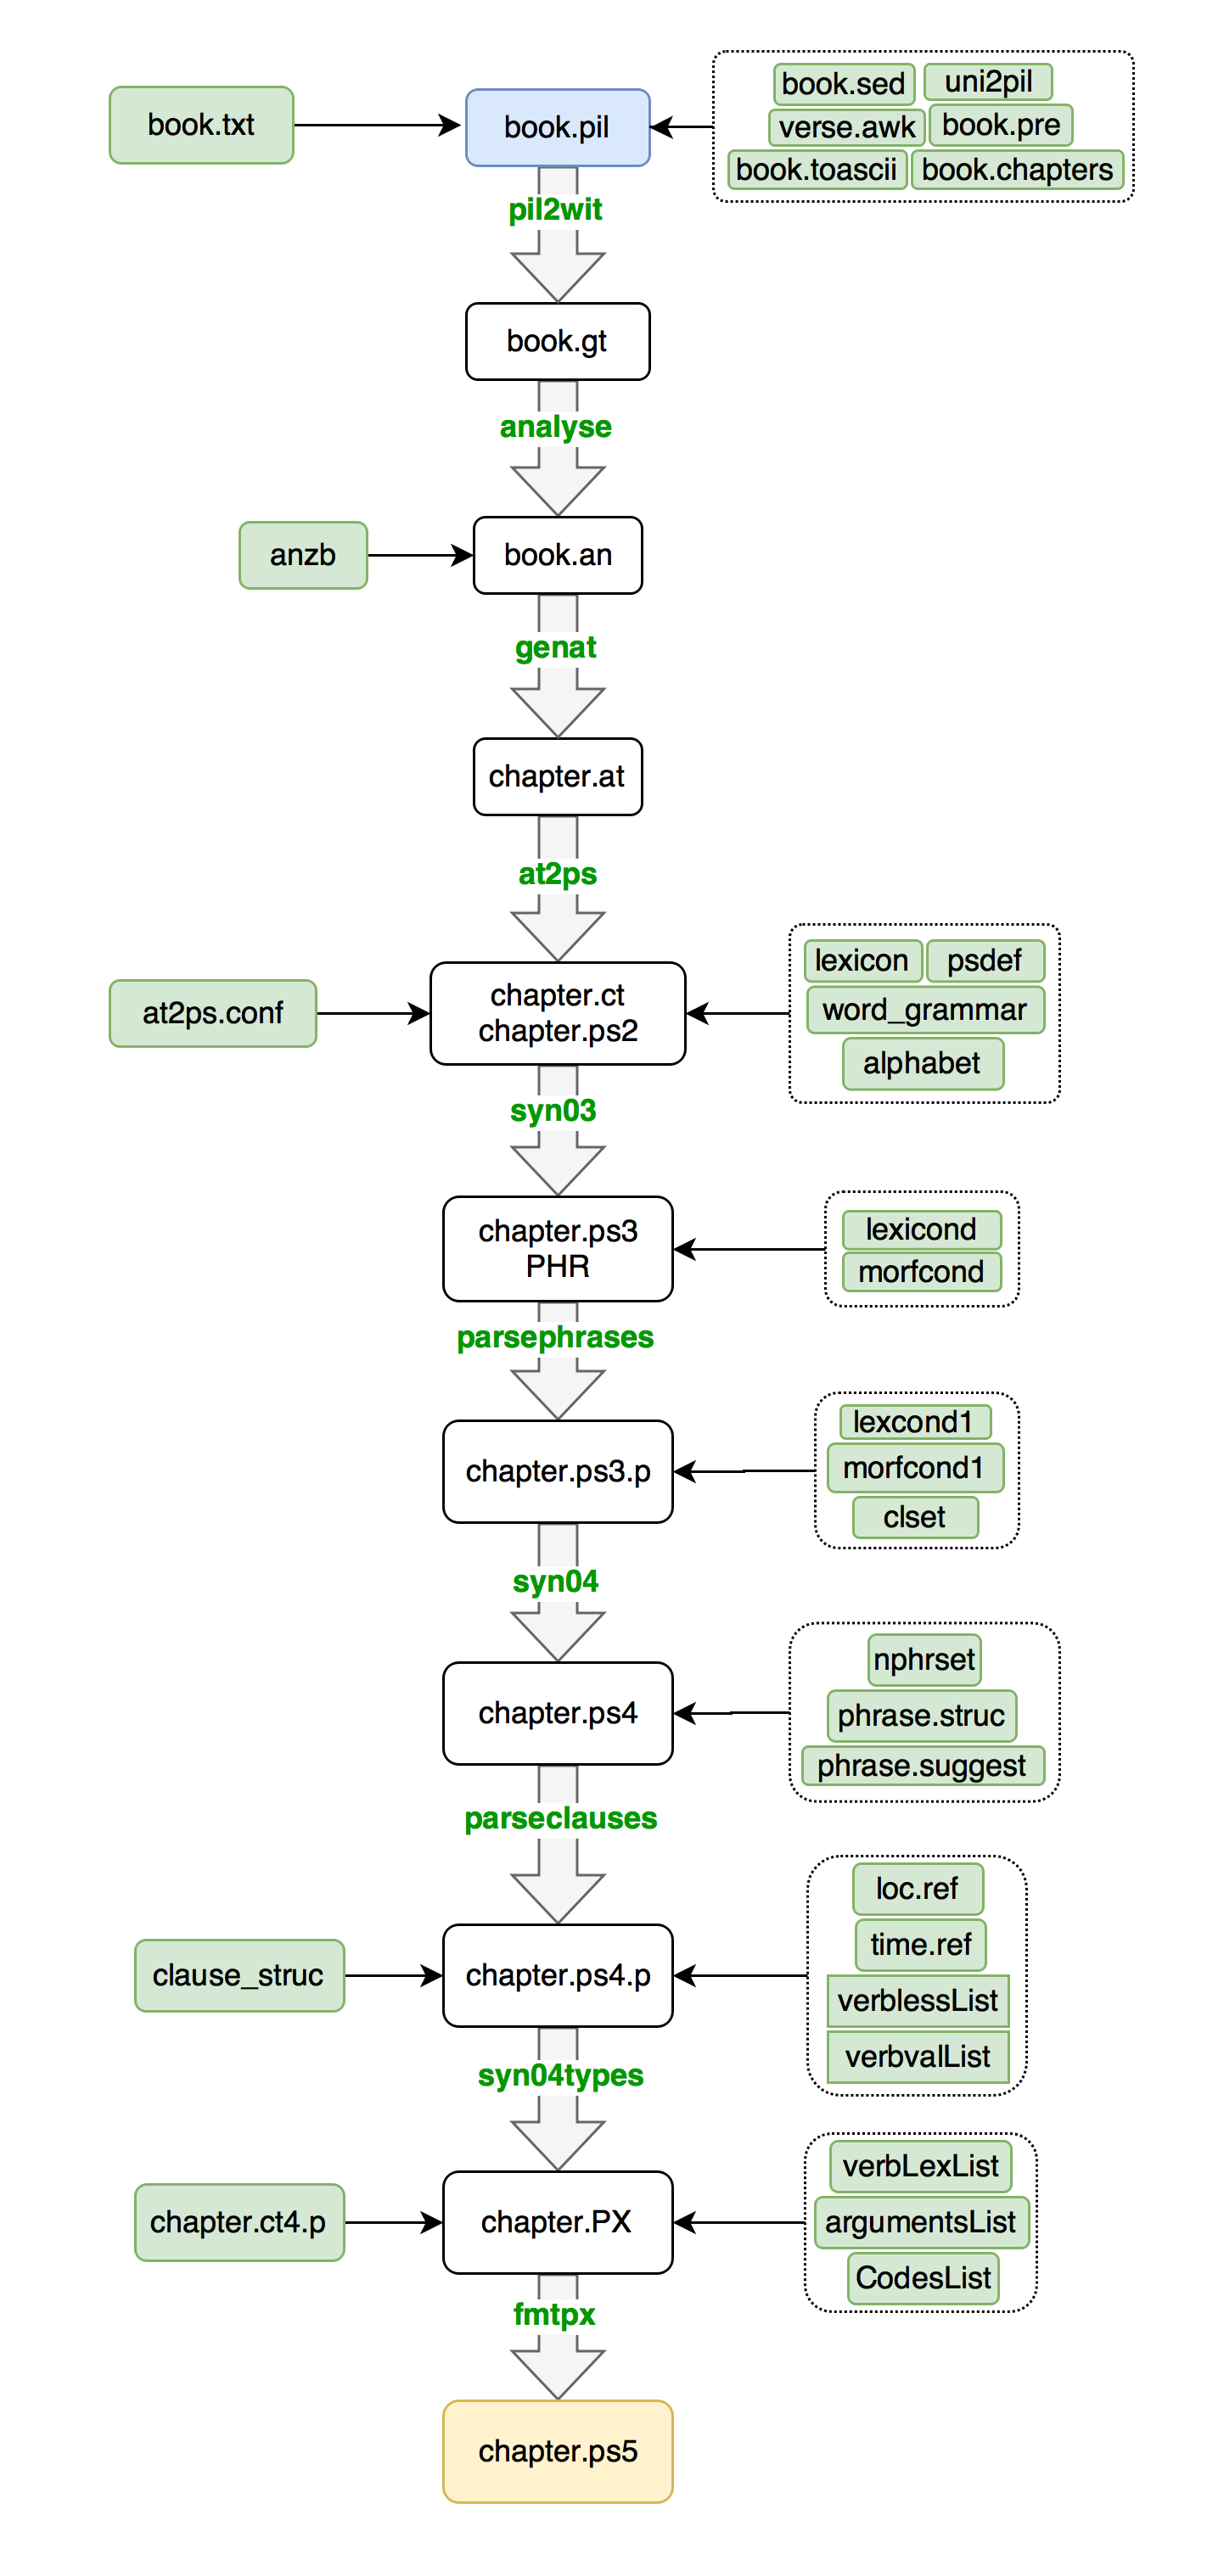 book.txt
book.pil
book.sed
uni2pil
verse.awk
book.pre
book.toascii
book.chapters
pil2wit
book.gt
analyse
anzb
book.an
genat
chapter.at
at2ps
at2ps.conf
chapter.ct
chapter.ps2
lexicon
psdef
word_grammar
alphabet
syn03
chapter.ps3
PHR
lexicond
morfcond
parsephrases
chapter.ps3.p
lexcond1
morfcond1
clset
syn04
chapter.ps4
nphrset
phrase.struc
phrase.suggest
parseclauses
clause_struc
chapter.ps4.p
loc.ref
time.ref
verblessList
verbvalList
syn04types
chapter.ct4.p
chapter.PX
verbLexList
argumentsList
CodesList
fmtpx
chapter.ps5